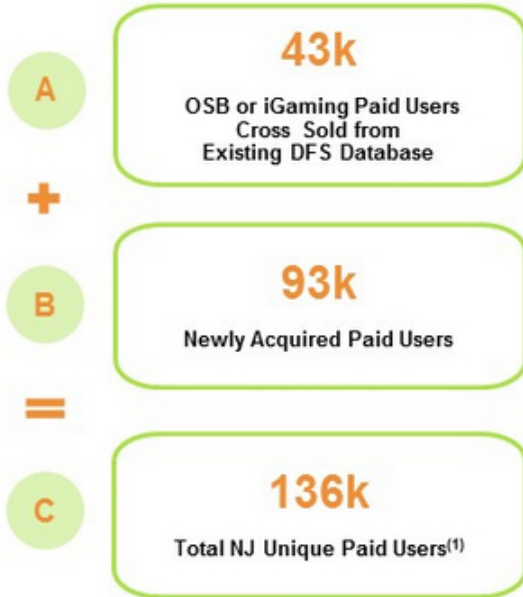 A
43k
OSB or iGaming Paid Users
Cross Sold from
Existing DFS Database
+
B
93k
Newly Acquired Paid Users
=
C
136k
Total NJ Unique Paid Users(1)